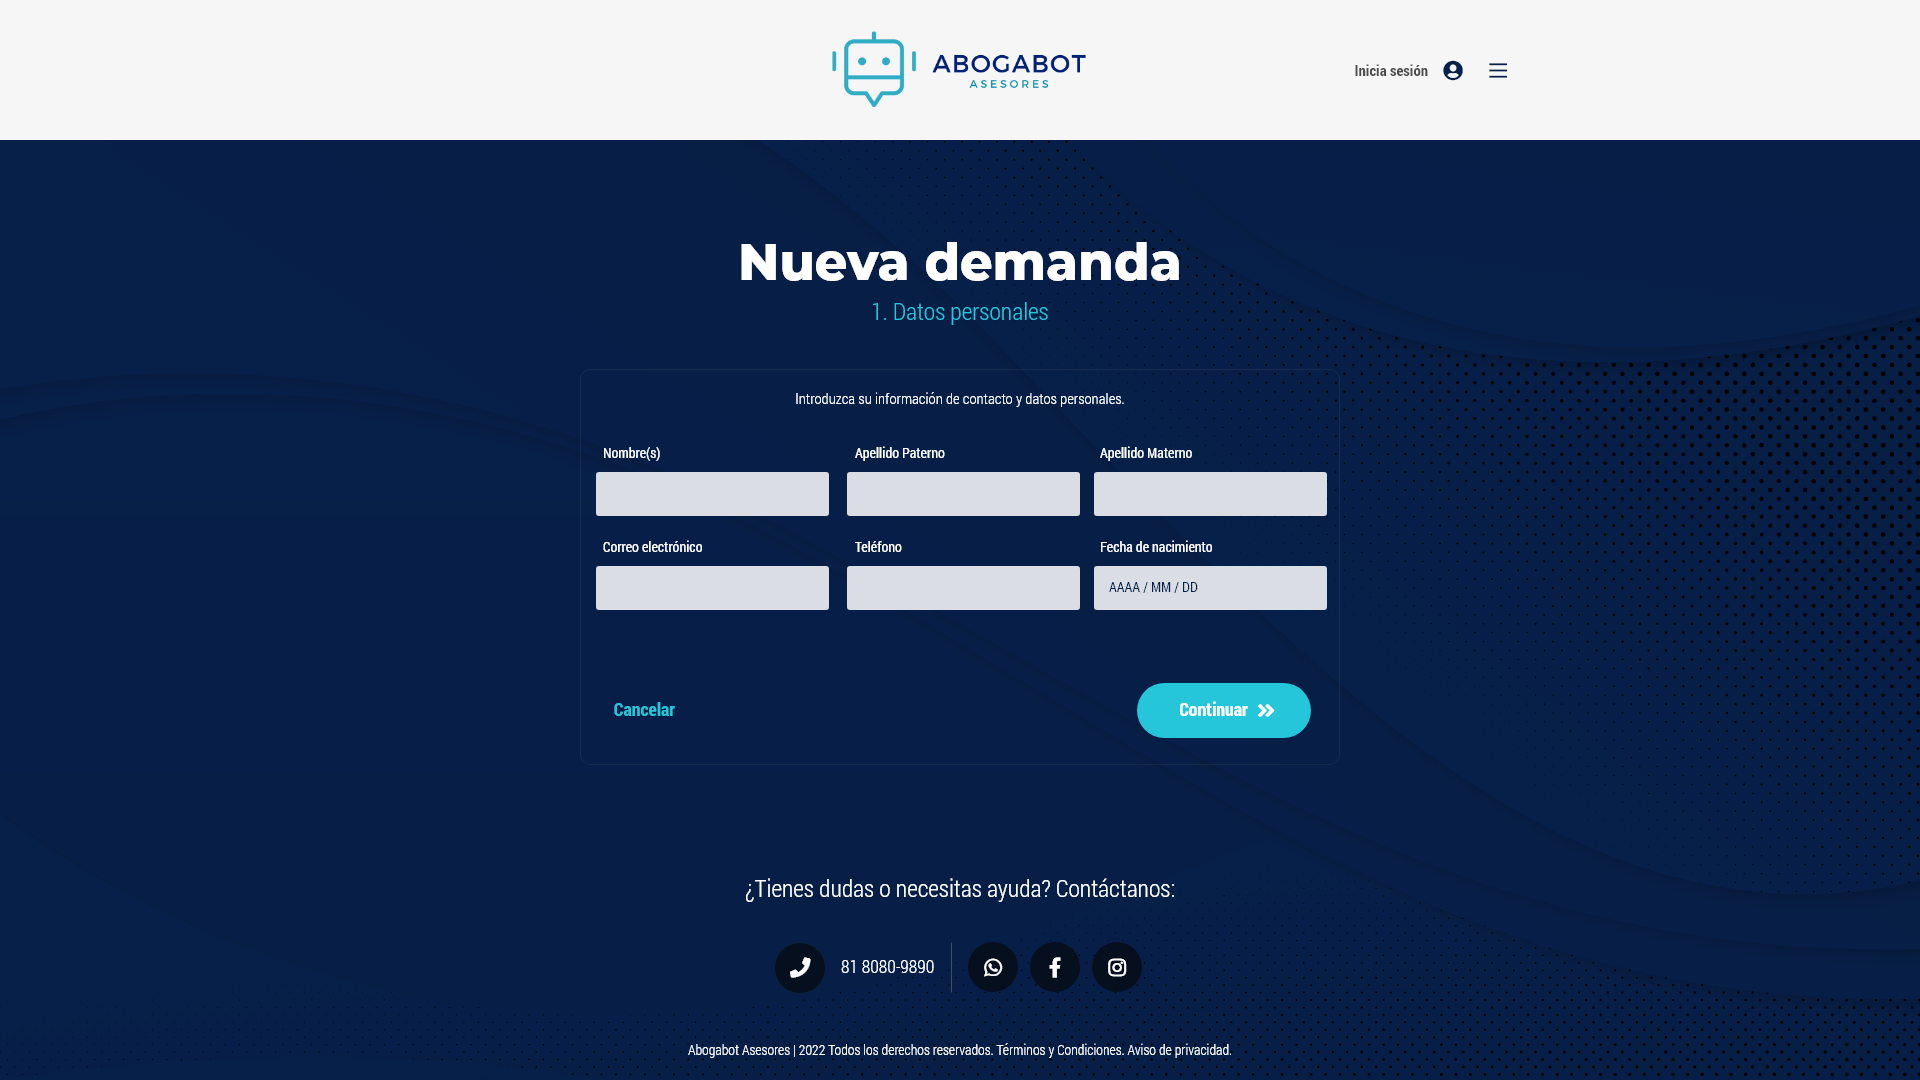 ABOGABOT
ASESORES
Inicia sesión
Nueva demanda
1. Datos personales
Introduzca su información de contacto y datos personales.
Nombre(s)
Apellido Paterno
Apellido Materno
Correo electrónico
Teléfono
Fecha de nacimiento
AAAA / MM / DD
Cancelar
Continuar
¿Tienes dudas o necesitas ayuda? Contáctanos:
81 8080-9890
Abogabot Asesores | 2022 Todos los derechos reservados. Términos y Condiciones. Aviso de privacidad.